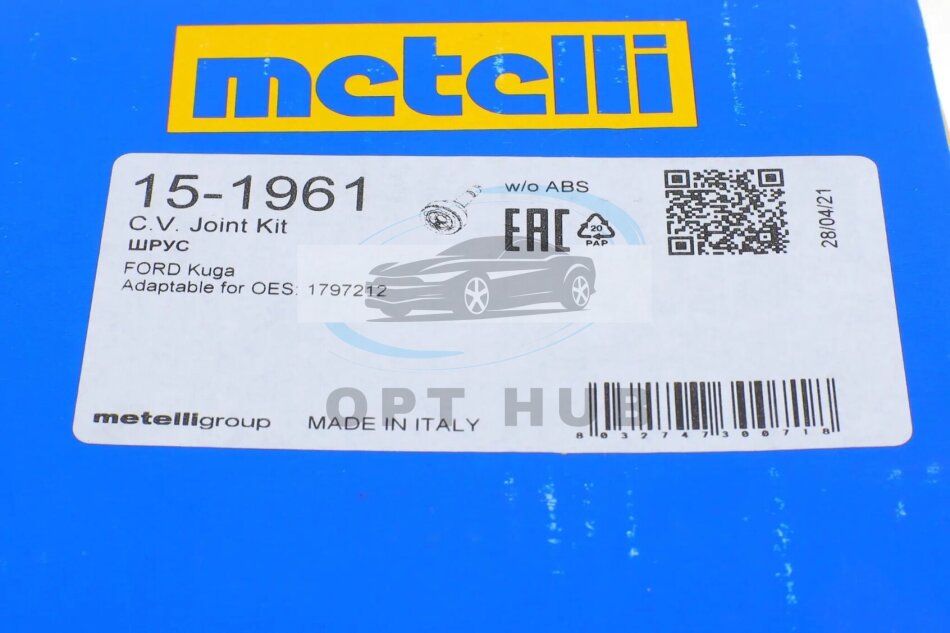 metelli
15-1961
C.V. Joint Kit
ШРУС
FORD Kuga
Adaptable for OES: 1797212
w/o ABS
EAC
20
PAP
28/04/21
OPT HUB
metelligroup
MADE IN ITALY
8032747300718